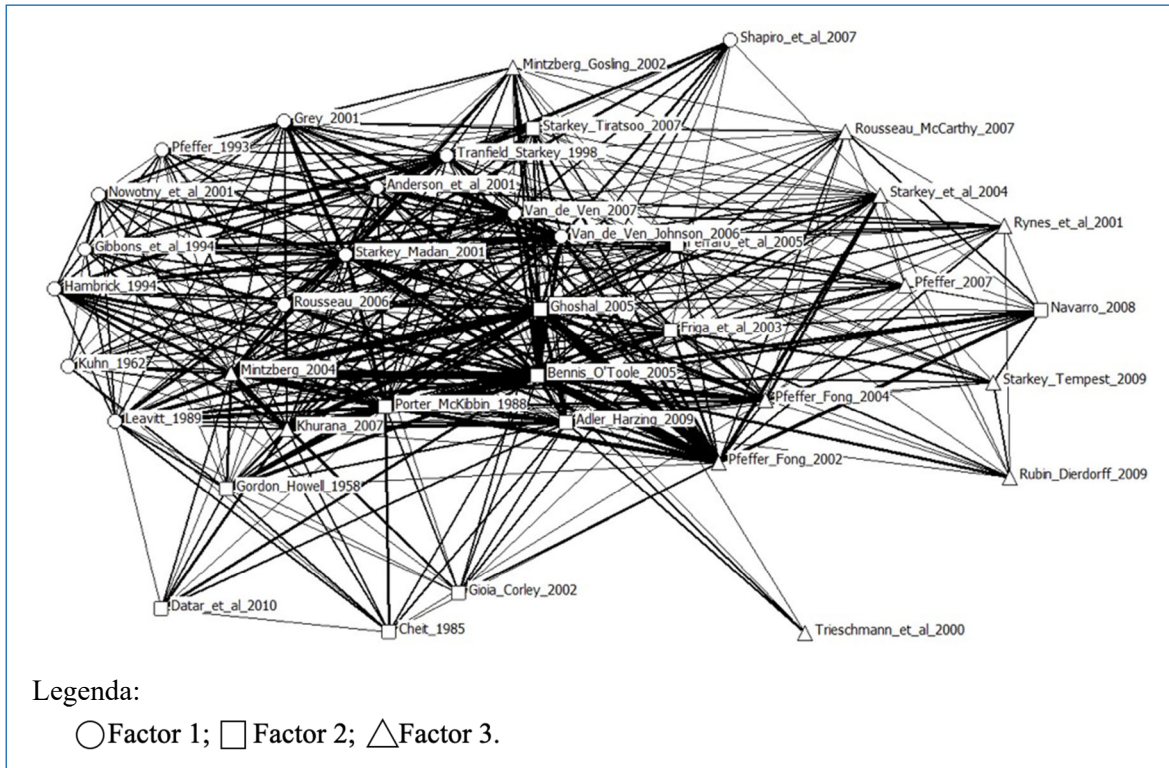 Shapiro_et_al_2007
Mintzberg_Gosling_2002
Grey_2001
Starkey_Tiratsoo_2007
Rousseau_McCarthy_2007
Pfeffer_1993
Tranfield_Starkey_1998
Nowotny_et_al_2001
Anderson_et_al_2001
Starkey_et_al_2004
Van_de_Ven_2007
Rynes_et_al_2001
Van_de_Ven_Johnson_2006
Ferraro_et_al_2005
Gibbons_et_al_1994
Starkey_Madan_2001
Hambrick_1994
Pfeffer_2007
Rousseau_2006
Ghoshal_2005
Navarro_2008
Friga_et_al_2003
Kuhn_1962
Mintzberg_2004
Bennis_O'Toole_2005
Starkey_Tempest_2009
Pfeffer_Fong_2004
Porter_McKibbin_1988
Leavitt_1989
Khurana_2007
Adler_Harzing_2009
Pfeffer_Fong_2002
Rubin_Dierdorff_2009
Gordon_Howell_1958
Gioia_Corley_2002
Datar_et_al_2010
Cheit_1985
Trieschmann_et_al_2000
Legenda:
Factor 1; Factor 2; Factor 3.